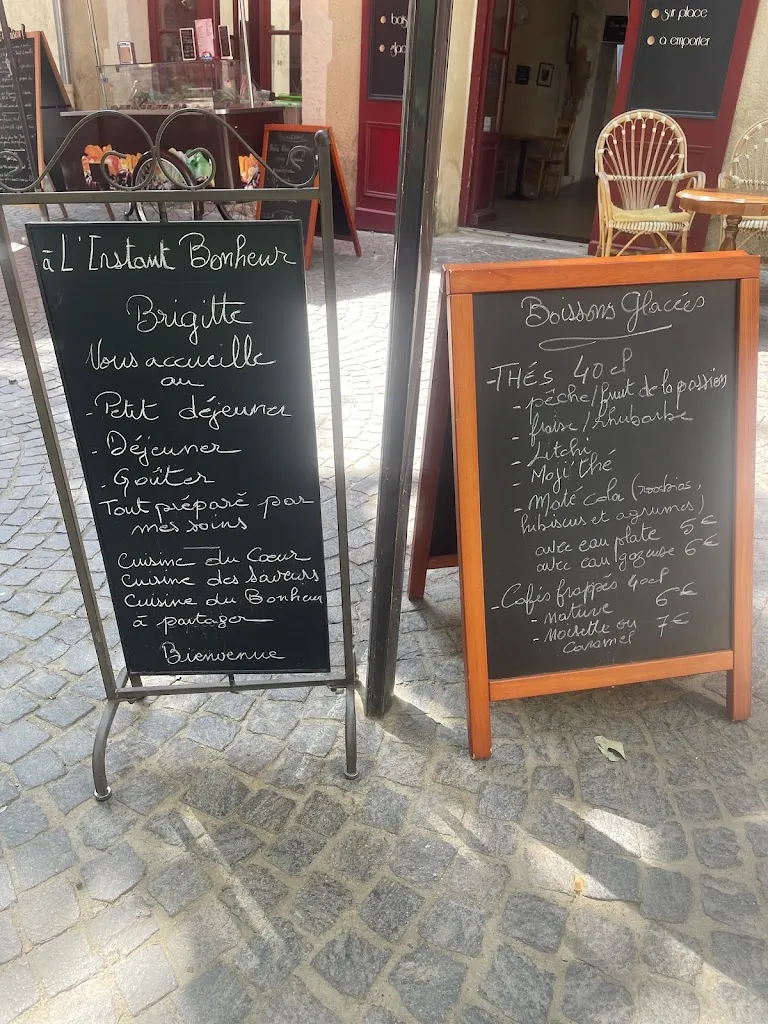 à L'Instant Bonheur
Brigitte
Vous accueille
au
- Petit déjeuner
- Déjeuner
- Goûter
Tout préparé par
mes soins
Cuisine du Cœur
Cuisine des Saveurs
Cuisine du Bonheur
à partager
Bienvenue
Boissons Glacées
- THÉS 40 cl
- pêche/fruit de la passion
- fraise/rhubarbe
- Litchi
- Moji'thé
- Maté cola (rooibos,
hibiscus et agrumes)
avec eau plate 5€
avec eau gazeuse 6€
- Cafés frappés 40cl
- nature 6€
- Noisette ou 7€
Caramel
sur place
à emporter